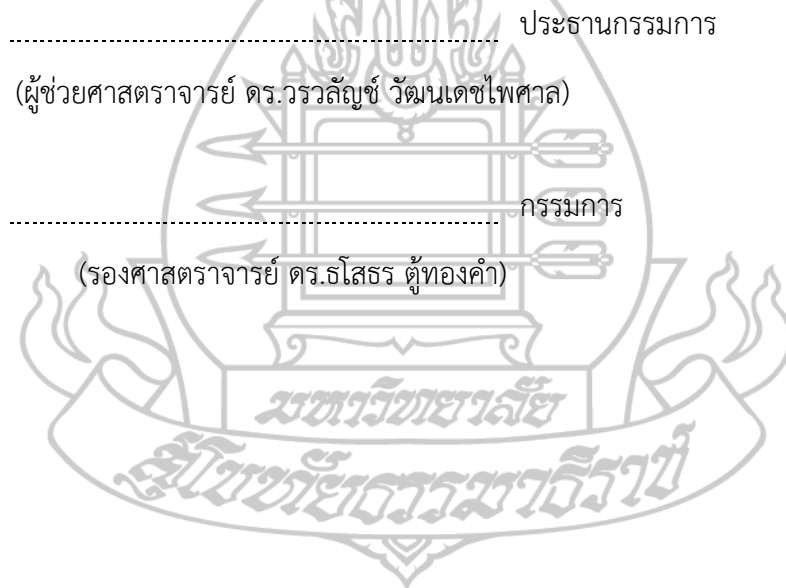 ประธานกรรมการ
(ผู้ช่วยศาสตราจารย์ ดร.วรวลัญช์ วัฒนเดชไพศาล)
กรรมการ
(รองศาสตราจารย์ ดร.ธโสธร ตู้ทองคำ)
มหาวิทยาลัย
สุโขทัยธรรมาธิราช